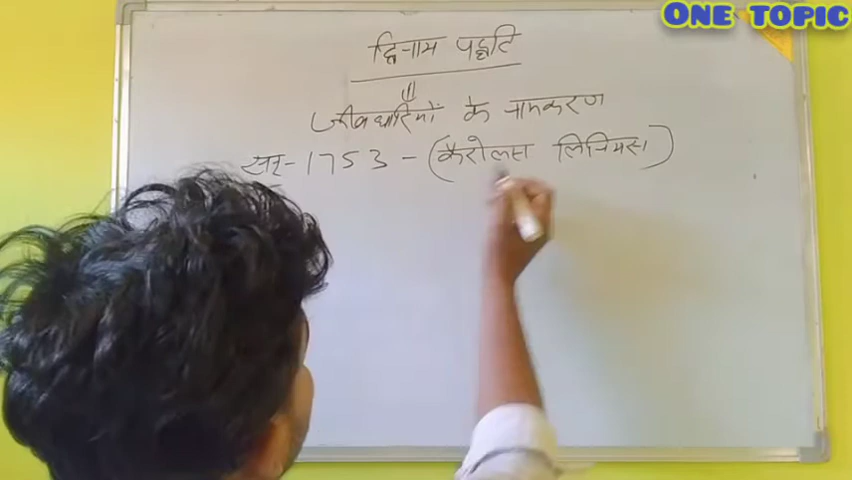 ONE TOPIC
द्विनाम पद्धति
जीवधारियों के नामकरण
सन् - 1753 - (कैरोलस लिनियस)